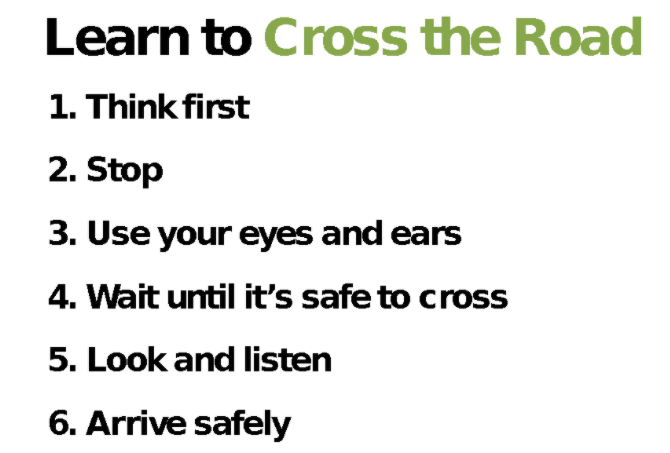 Learn to Cross the Road
1. Think first
2. Stop
3. Use your eyes and ears
4. Wait until it’s safe to cross
5. Look and listen
6. Arrive safely